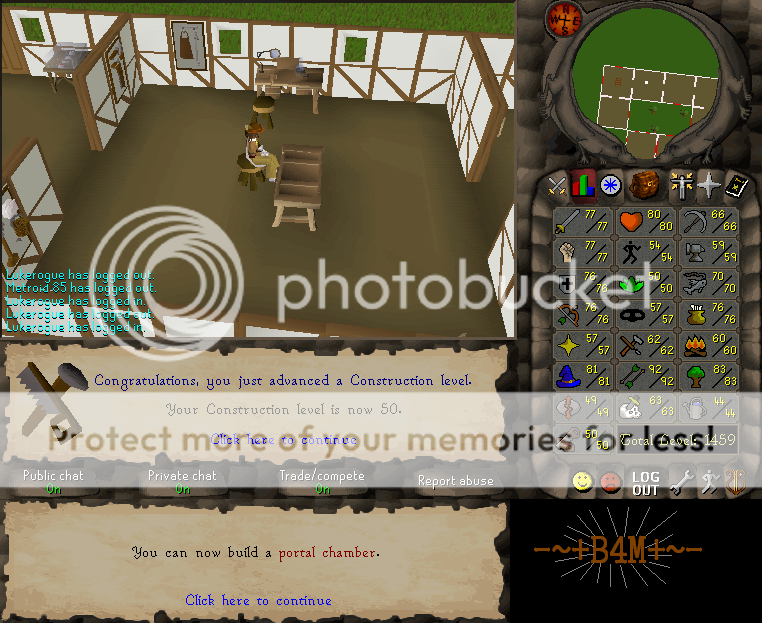 N
W E
S
77/77
80/80
66/66
77/77
54/54
59/59
76/76
50/50
70/70
76/76
57/57
76/76
57/57
62/62
60/60
81/81
92/92
83/83
49/49
63/63
44/44
50/50
Total Level: 1459
Lukerogue has logged out.
Metroid.85 has logged out.
Lukerogue has logged in.
Lukerogue has logged out.
Lukerogue has logged in.
photobucket
Congratulations, you just advanced a Construction level.
Your Construction level is now 50.
Click here to continue
Protect more of your memories for less!
Public chat
On
Private chat
On
Trade/compete
On
Report abuse
LOG
OUT
You can now build a portal chamber.
Click here to continue
-~+B4M+~-